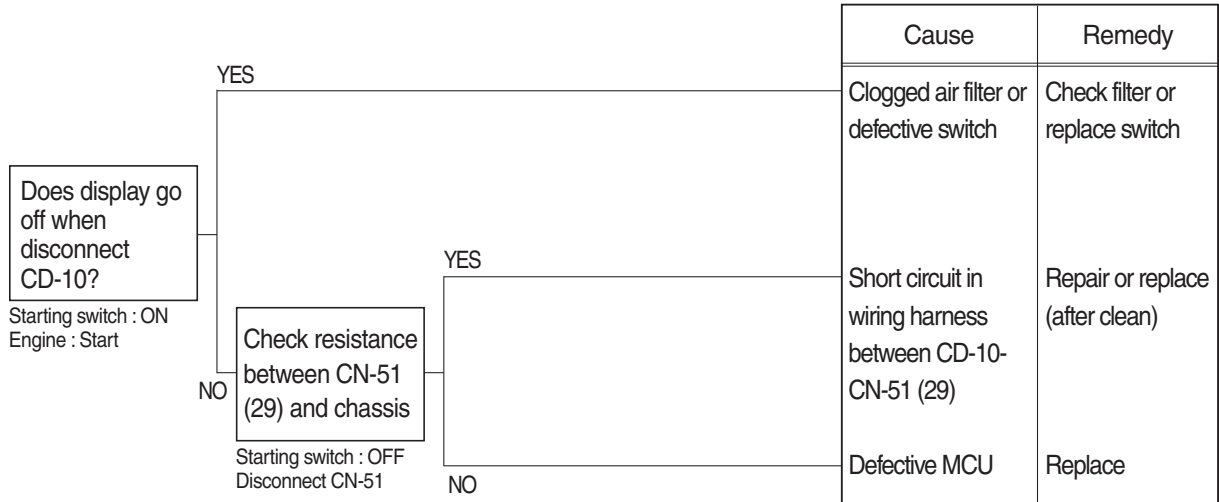 Cause
Remedy
YES
Clogged air filter or
defective switch
Check filter or
replace switch
Does display go
off when
disconnect
CD-10?
Starting switch : ON
Engine : Start
YES
Short circuit in
wiring harness
between CD-10-
CN-51 (29)
Repair or replace
(after clean)
NO
Check resistance
between CN-51
(29) and chassis
Starting switch : OFF
Disconnect CN-51
NO
Defective MCU
Replace